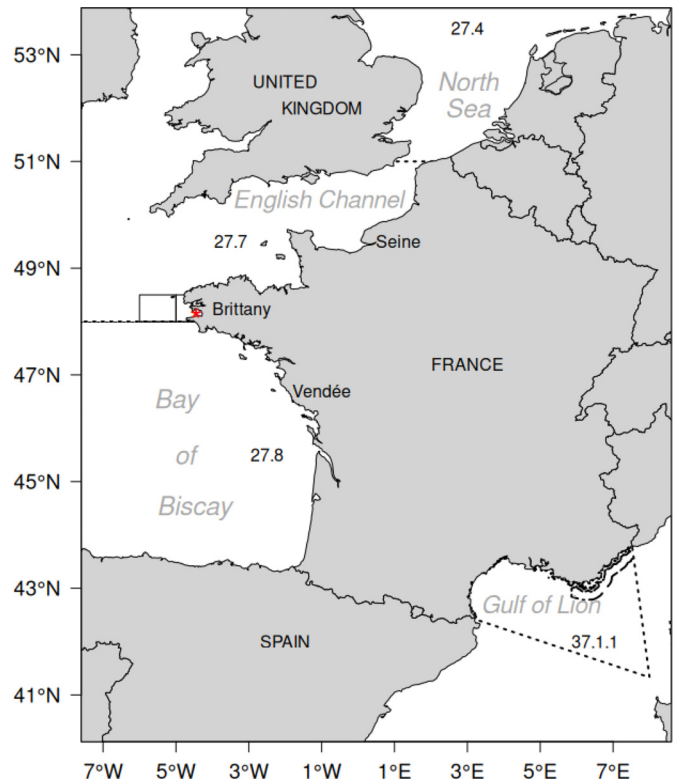 53°N
27.4
UNITED
KINGDOM
North
Sea
51°N
English Channel
27.7
Seine
49°N
Brittany
47°N
FRANCE
Vendée
Bay
of
Biscay
27.8
45°N
43°N
Gulf of Lion
SPAIN
37.1.1
41°N
7°W 5°W 3°W 1°W 1°E 3°E 5°E 7°E